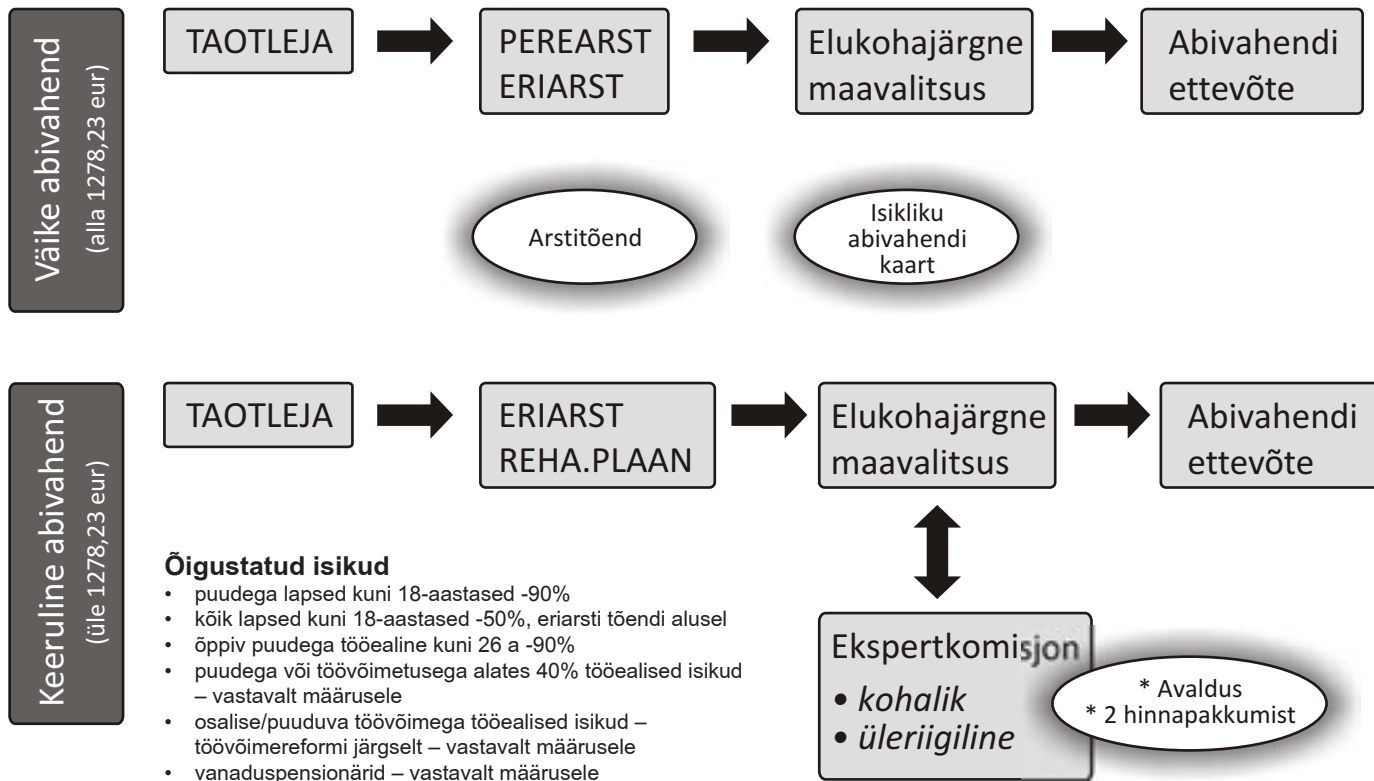 Väike abivahend
(alla 1278,23 eur)
TAOTLEJA
PEREARST
ERIARST
Elukohajärgne
maavalitsus
Abivahendi
ettevõte
Arstitõend
Isikliku
abivahendi
kaart
Keeruline abivahend
(üle 1278,23 eur)
TAOTLEJA
ERIARST
REHA.PLAAN
Elukohajärgne
maavalitsus
Abivahendi
ettevõte
Õigustatud isikud
• puudega lapsed kuni 18-aastased -90%
• kõik lapsed kuni 18-aastased -50%, eriarsti tõendi alusel
• õppiv puudega tööealine kuni 26 a -90%
• puudega või töövõimetusega alates 40% tööealised isikud
– vastavalt määrusele
• osalise/puuduva töövõimega tööealised isikud –
töövõimereformi järgselt – vastavalt määrusele
• vanaduspensionärid – vastavalt määrusele
Ekspertkomisjon
• kohalik
• üleriigiline
* Avaldus
* 2 hinnapakkumist